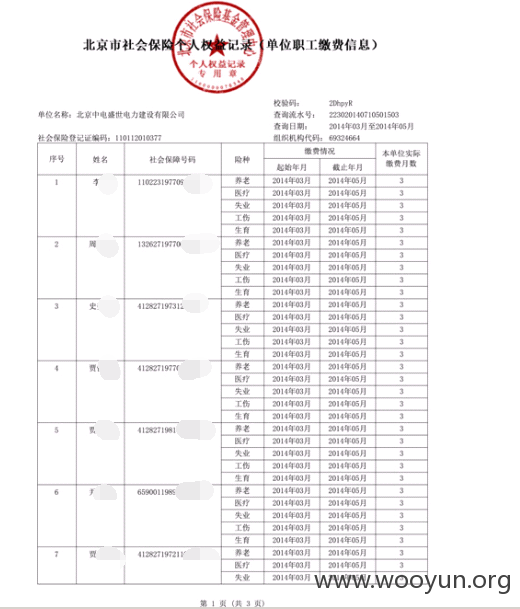 北京市社会保险个人权益记录（单位职工缴费信息）
个人权益记录
专用章
校验码： 2DhpyR
单位名称：北京中电盛世电力建设有限公司 查询流水号： 22302014071050​1503
查询日期： 2014年03月至2014年05月
社会保险登记证编码：110112010377 组织机构代码：69324664
序号 姓名 社会保障号码 险种 缴费情况 本单位实际缴费月数
起始年月 截止年月
1 李 11022319770 养老 2014年03月 2014年05月 3
医疗 2014年03月 2014年05月 3
失业 2014年03月 2014年05月 3
工伤 2014年03月 2014年05月 3
生育 2014年03月 2014年05月 3
2 周 13262719770 养老 2014年03月 2014年05月 3
医疗 2014年03月 2014年05月 3
失业 2014年03月 2014年05月 3
工伤 2014年03月 2014年05月 3
生育 2014年03月 2014年05月 3
3 史 412827197312 养老 2014年03月 2014年05月 3
医疗 2014年03月 2014年05月 3
失业 2014年03月 2014年05月 3
工伤 2014年03月 2014年05月 3
生育 2014年03月 2014年05月 3
4 贾 4128271977 养老 2014年03月 2014年05月 3
医疗 2014年03月 2014年05月 3
失业 2014年03月 2014年05月 3
工伤 2014年03月 2014年05月 3
生育 2014年03月 2014年05月 3
5 412827198 养老 2014年03月 2014年05月 3
医疗 2014年03月 2014年05月 3
失业 2014年03月 2014年05月 3
工伤 2014年03月 2014年05月 3
生育 2014年03月 2014年05月 3
6 6590011989 养老 2014年03月 2014年05月 3
医疗 2014年03月 2014年05月 3
失业 2014年03月 2014年05月 3
工伤 2014年03月 2014年05月 3
生育 2014年03月 2014年05月 3
7 贾 41282719721 养老 2014年03月 2014年05月 3
医疗 2014年03月 2014年05月 3
失业 2014年03月 2014年05月 3
www.wooyun.org
第 1 页 (共 3 页)